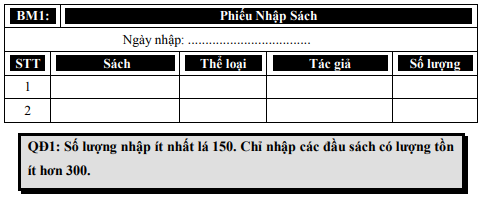 BM1: Phiếu Nhập Sách
Ngày nhập: ...................................
STT Sách Thể loại Tác giả Số lượng
1
2
QĐ1: Số lượng nhập ít nhất lá 150. Chỉ nhập các đầu sách có lượng tồn
ít hơn 300.